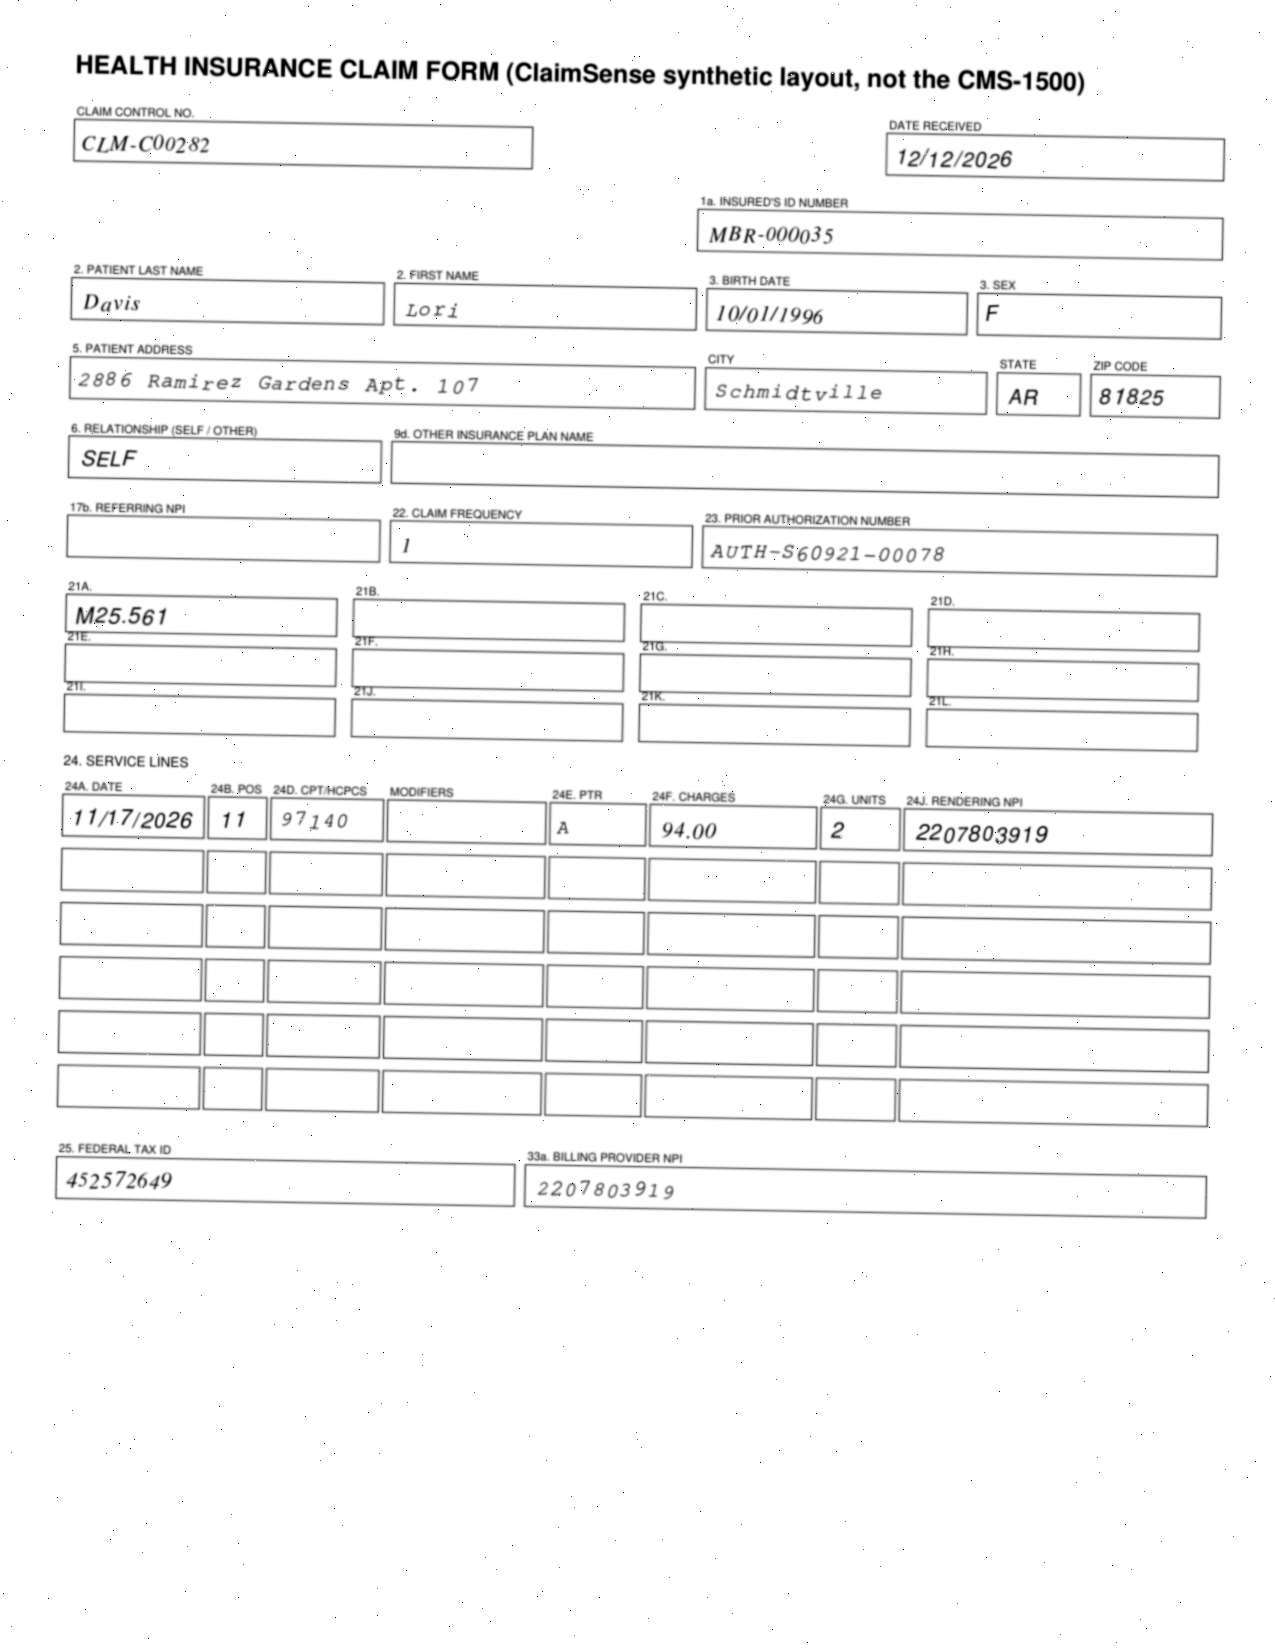 HEALTH INSURANCE CLAIM FORM (ClaimSense synthetic layout, not the CMS-1500)
CLAIM CONTROL NO.
CLM-C00282
DATE RECEIVED
12/12/2026
1a. INSURED'S ID NUMBER
MBR-000035
2. PATIENT LAST NAME 2. FIRST NAME 3. BIRTH DATE 3. SEX
Davis Lori 10/01/1996 F
5. PATIENT ADDRESS CITY STATE ZIP CODE
2886 Ramirez Gardens Apt. 107 Schmidtville AR 81825
6. RELATIONSHIP (SELF / OTHER) 9d. OTHER INSURANCE PLAN NAME
SELF
17b. REFERRING NPI 22. CLAIM FREQUENCY 23. PRIOR AUTHORIZATION NUMBER
1 AUTH-S60921-00078
21A. 21B. 21C. 21D.
M25.561
21E. 21F. 21G. 21H.
21I. 21J. 21K. 21L.
24. SERVICE LINES
24A. DATE 24B. POS 24D. CPT/HCPCS MODIFIERS 24E. PTR 24F. CHARGES 24G. UNITS 24J. RENDERING NPI
11/17/2026 11 97140 A 94.00 2 2207803919
25. FEDERAL TAX ID 33a. BILLING PROVIDER NPI
452572649 2207803919